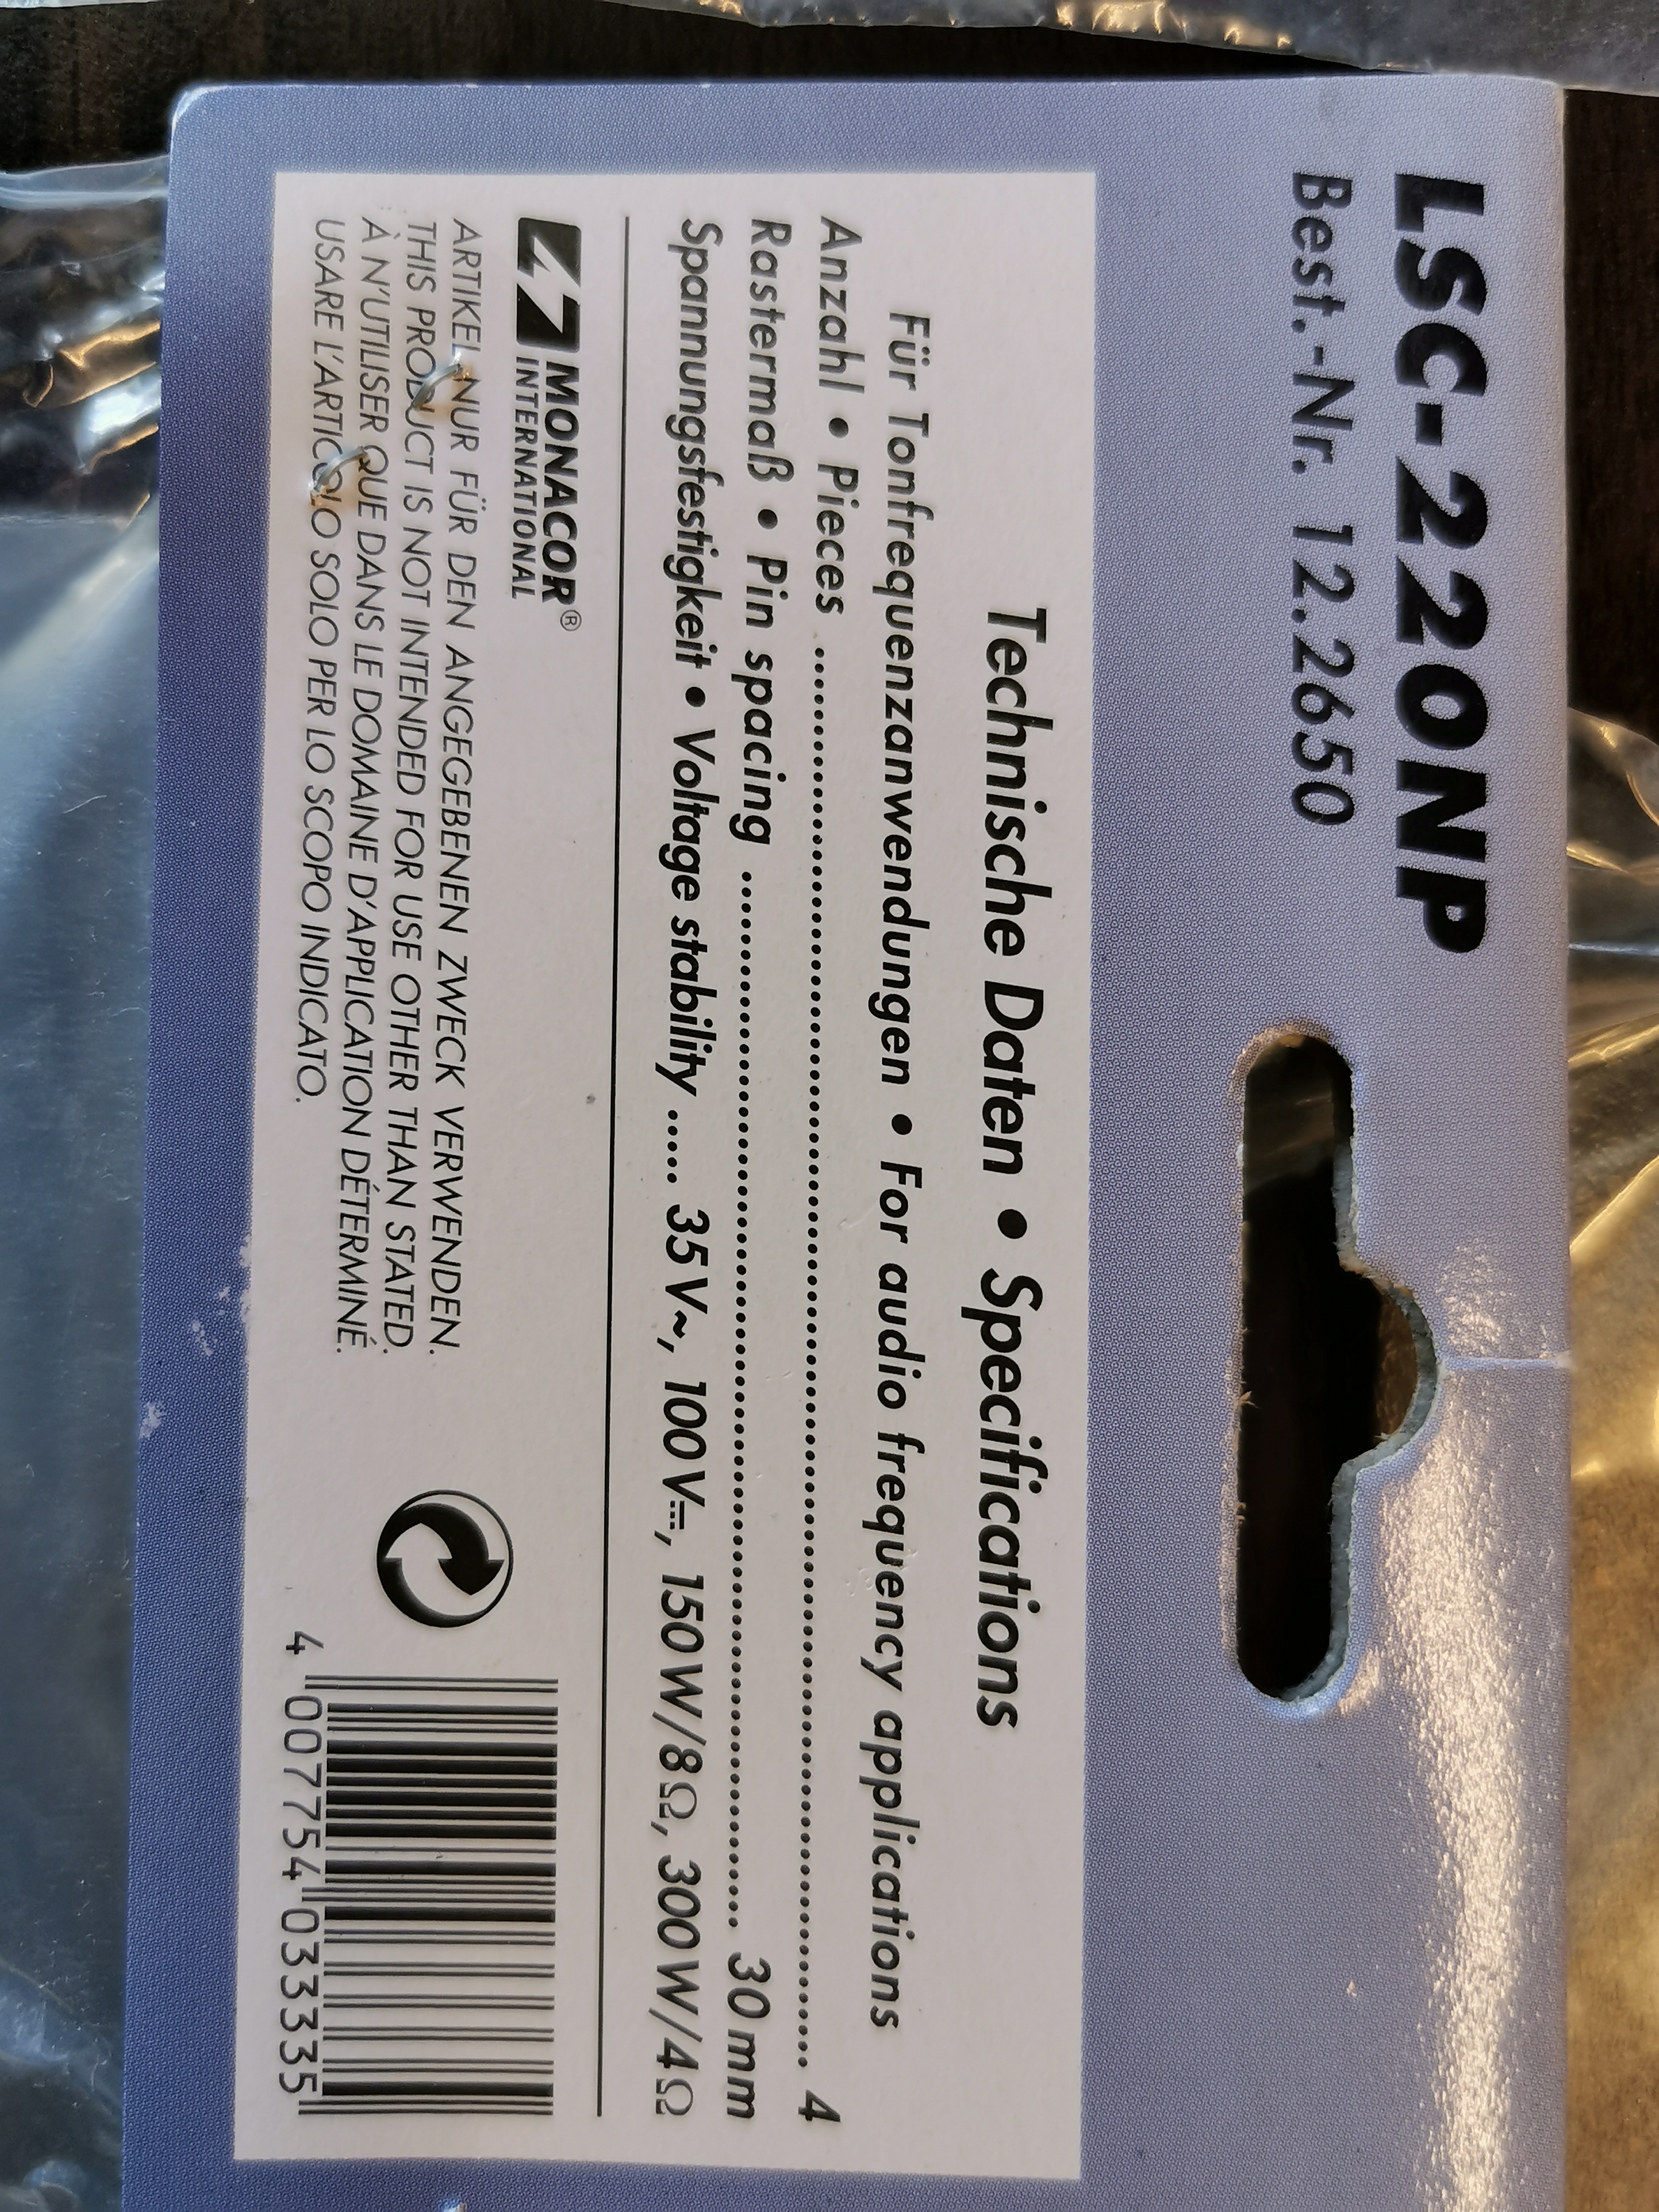 LSC-220NP
Best.-Nr. 12.2650
Technische Daten • Specifications
Für Tonfrequenzanwendungen • For audio frequency applications
Anzahl • Pieces .......... 4
Rastermaß • Pin spacing .......... 30 mm
Spannungsfestigkeit • Voltage stability ..... 35 V~, 100 V⎓, 150 W/8 Ω, 300 W/4 Ω
MONACOR®
INTERNATIONAL
ARTIKEL NUR FÜR DEN ANGEGEBENEN ZWECK VERWENDEN.
THIS PRODUCT IS NOT INTENDED FOR USE OTHER THAN STATED.
À N'UTILISER QUE DANS LE DOMAINE D'APPLICATION DÉTERMINÉ.
USARE L'ARTICOLO SOLO PER LO SCOPO INDICATO.
4 007754 033335